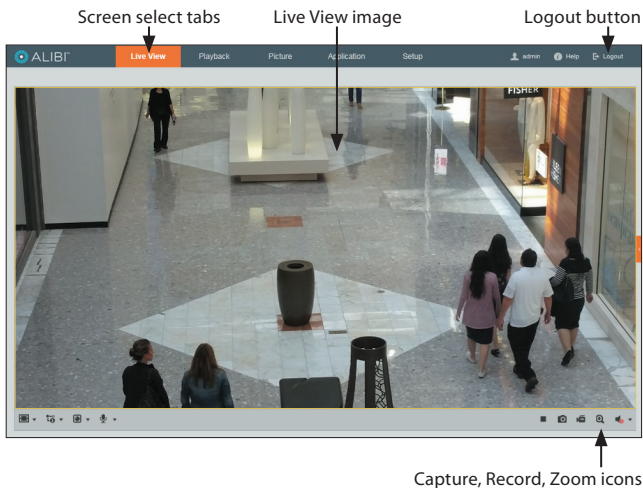 Screen select tabs
Live View image
Logout button
ALIBI™
Live View
Playback
Picture
Application
Setup
admin
Help
Logout
FISHER
Capture, Record, Zoom icons